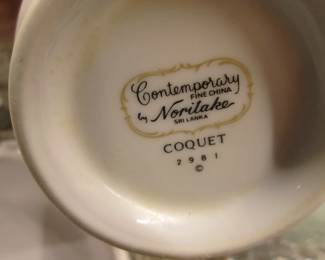 Contemporary
FINE CHINA
by Noritake
SRI LANKA
COQUET
2981
©